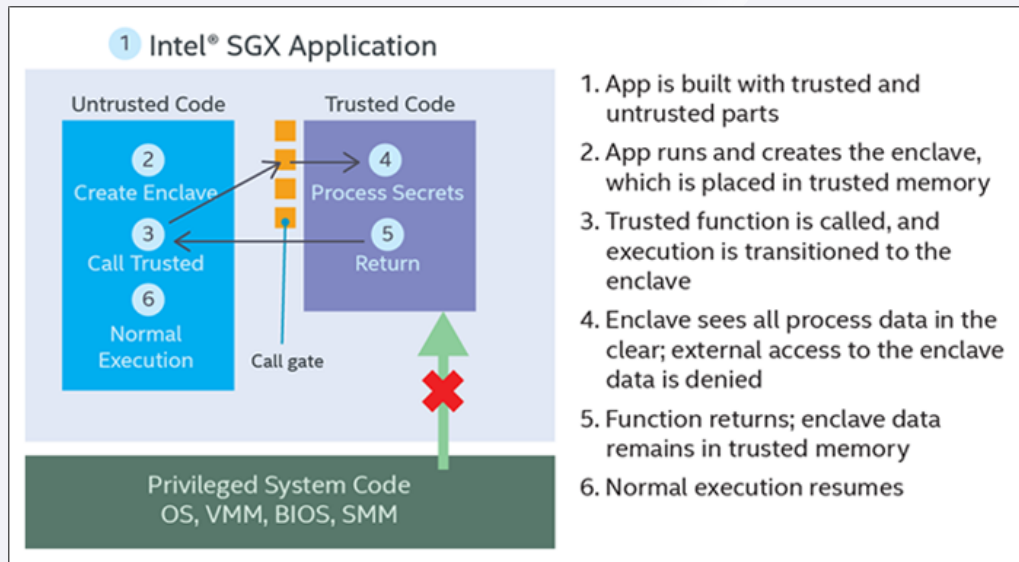 1 Intel® SGX Application
Untrusted Code
Trusted Code
2
Create Enclave
3
Call Trusted
6
Normal
Execution
4
Process Secrets
5
Return
Call gate
Privileged System Code
OS, VMM, BIOS, SMM
1. App is built with trusted and
untrusted parts
2. App runs and creates the enclave,
which is placed in trusted memory
3. Trusted function is called, and
execution is transitioned to the
enclave
4. Enclave sees all process data in the
clear; external access to the enclave
data is denied
5. Function returns; enclave data
remains in trusted memory
6. Normal execution resumes